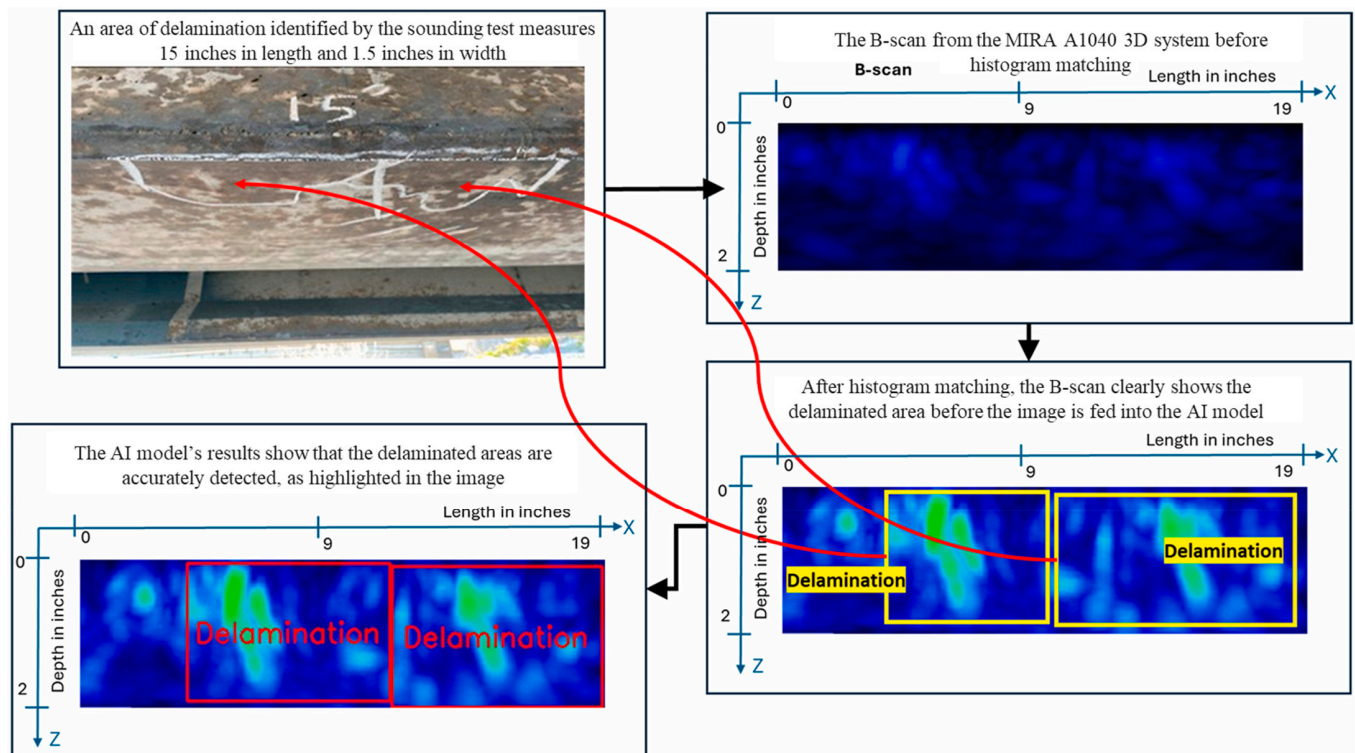 An area of delamination identified by the sounding test measures
15 inches in length and 1.5 inches in width
15"
The B-scan from the MIRA A1040 3D system before
histogram matching
B-scan
Length in inches
0
9
19
X
0
Depth in inches
2
Z
After histogram matching, the B-scan clearly shows the
delaminated area before the image is fed into the AI model
Length in inches
0
9
19
X
0
Depth in inches
2
Z
Delamination
Delamination
The AI model's results show that the delaminated areas are
accurately detected, as highlighted in the image
Length in inches
0
9
19
X
0
Depth in inches
2
Z
Delamination
Delamination